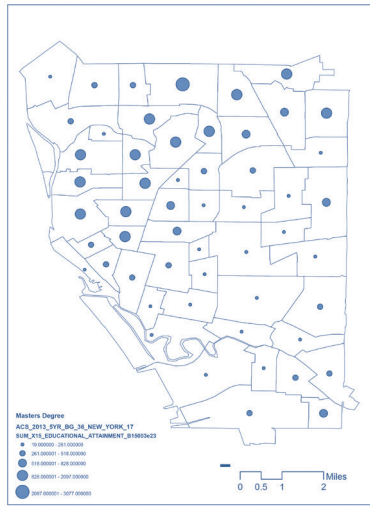 Masters Degree
ACS_2013_5YR_BG_36_NEW_YORK_17
SUM_X15_EDUCATIONAL_ATTAINMENT_B15003e23
19.000000 - 261.000000
261.000001 - 518.000000
518.000001 - 828.000000
828.000001 - 2097.000000
2097.000001 - 3077.000000
Miles
0 0.5 1 2